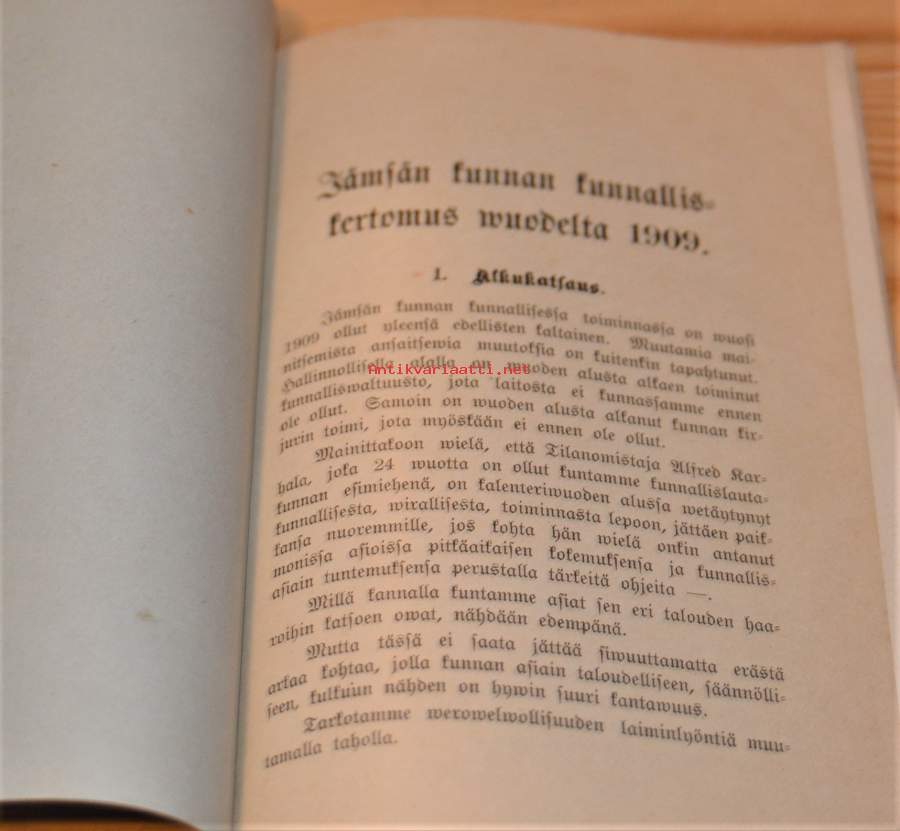 Jämsän kunnan kunnallis-
kertomus wuodelta 1909.
1. Alkukatsaus.
Jämsän kunnan kunnallisessa toiminnassa on wuosi
1909 ollut yleensä edellisten kaltainen. Muutamia mai-
nitsemista ansaitsewia muutoksia on kuitenkin tapahtunut.
Hallinnollisella alalla on wuoden alusta alkaen toiminut
kunnalliswaltuusto, jota laitosta ei kunnassamme ennen
ole ollut. Samoin on wuoden alusta alkanut kunnan kir-
jurin toimi, jota myöskään ei ennen ole ollut.
Mainittakoon wielä, että Tilanomistaja Alfred Kar-
hala, joka 24 wuotta on ollut kuntamme kunnallislauta-
kunnan esimiehenä, on kalenteriwuoden alussa wetäytynyt
kunnallisesta, wirallisesta, toiminnasta lepoon, jättäen paik-
kansa nuoremmille, jos kohta hän wielä onkin antanut
monissa asioissa pitkäaikaisen kokemuksensa ja kunnallis-
asiain tuntemuksensa perustalla tärkeitä ohjeita —.
Millä kannalla kuntamme asiat sen eri talouden haa-
roihin katsoen owat, nähdään edempänä.
Mutta tässä ei saata jättää siwuuttamatta erästä
arkaa kohtaa, jolla kunnan asiain taloudelliseen, säännölli-
seen, kulkuun nähden on hywin suuri kantawuus.
Tarkotamme werowelwollisuuden laiminlyöntiä muu-
tamalla taholla.
Antikvariaatti.net